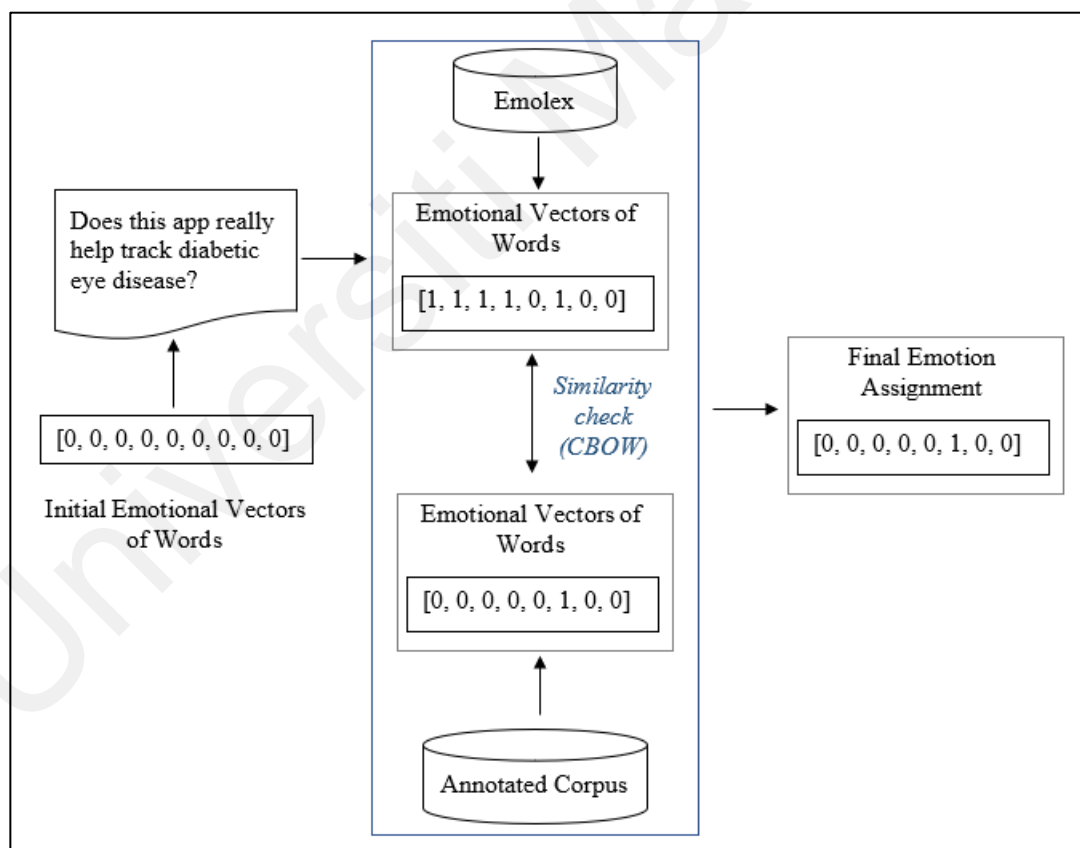 Emolex
Does this app really
help track diabetic
eye disease?
Emotional Vectors of
Words
[1, 1, 1, 1, 0, 1, 0, 0]
Similarity
check
(CBOW)
Final Emotion
Assignment
[0, 0, 0, 0, 0, 1, 0, 0]
[0, 0, 0, 0, 0, 0, 0, 0, 0]
Initial Emotional Vectors
of Words
Emotional Vectors of
Words
[0, 0, 0, 0, 0, 1, 0, 0]
Annotated Corpus
Universiti Ma